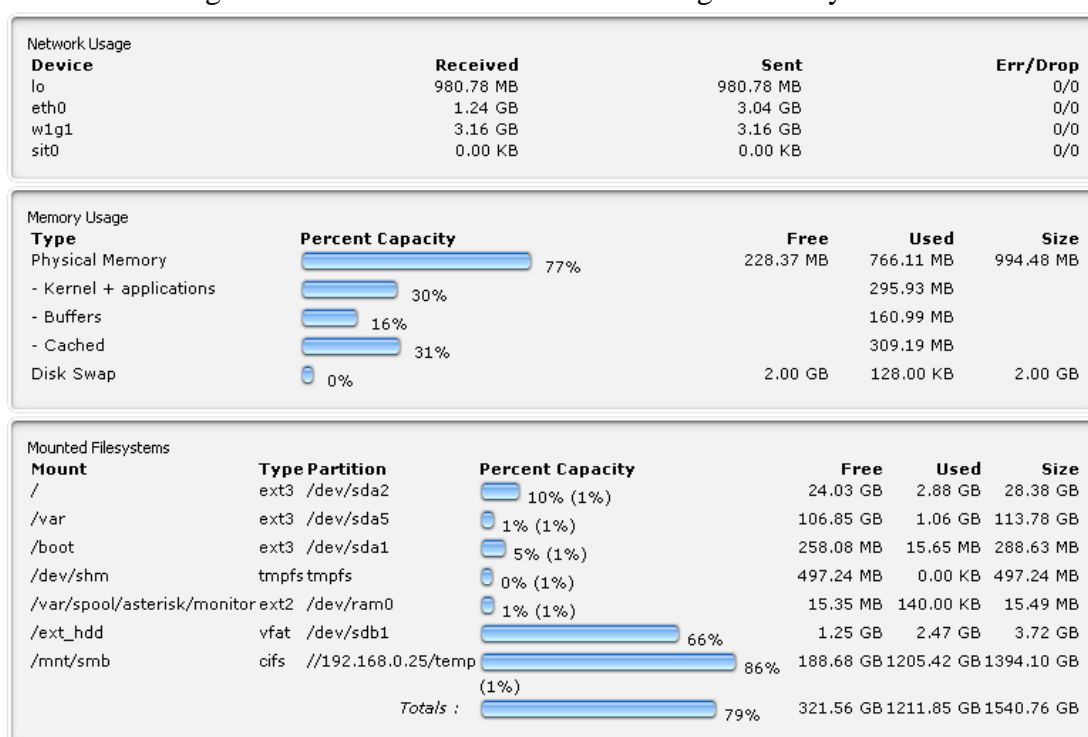 Network Usage
Device Received Sent Err/Drop
lo 980.78 MB 980.78 MB 0/0
eth0 1.24 GB 3.04 GB 0/0
w1g1 3.16 GB 3.16 GB 0/0
sit0 0.00 KB 0.00 KB 0/0
Memory Usage
Type Percent Capacity Free Used Size
Physical Memory 77% 228.37 MB 766.11 MB 994.48 MB
- Kernel + applications 30% 295.93 MB
- Buffers 16% 160.99 MB
- Cached 31% 309.19 MB
Disk Swap 0% 2.00 GB 128.00 KB 2.00 GB
Mounted Filesystems
Mount Type Partition Percent Capacity Free Used Size
/ ext3 /dev/sda2 10% (1%) 24.03 GB 2.88 GB 28.38 GB
/var ext3 /dev/sda5 1% (1%) 106.85 GB 1.06 GB 113.78 GB
/boot ext3 /dev/sda1 5% (1%) 258.08 MB 15.65 MB 288.63 MB
/dev/shm tmpfs tmpfs 0% (1%) 497.24 MB 0.00 KB 497.24 MB
/var/spool/asterisk/monitor ext2 /dev/ram0 1% (1%) 15.35 MB 140.00 KB 15.49 MB
/ext_hdd vfat /dev/sdb1 66% 1.25 GB 2.47 GB 3.72 GB
/mnt/smb cifs //192.168.0.25/temp 86% 188.68 GB 1205.42 GB 1394.10 GB
(1%)
Totals : 79% 321.56 GB 1211.85 GB 1540.76 GB